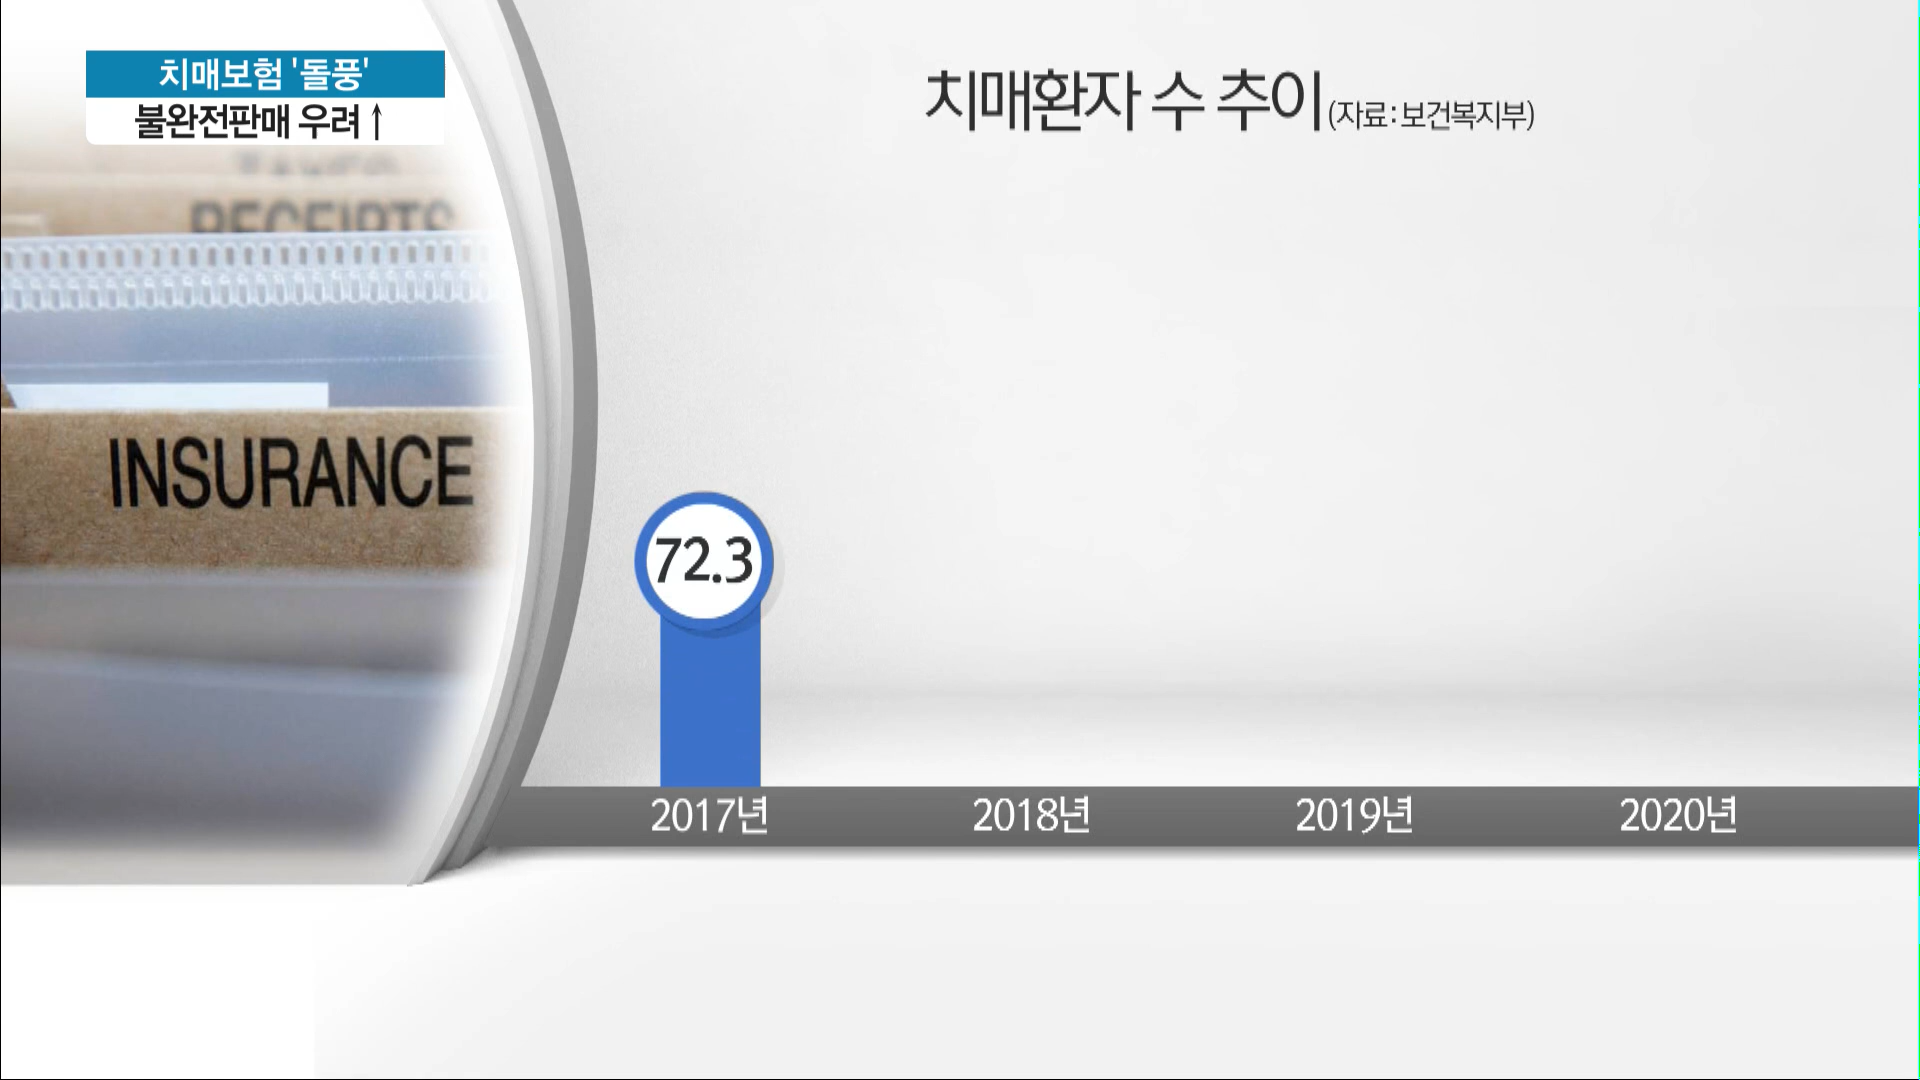 치매보험 '돌풍'
불완전판매 우려↑
치매환자 수 추이(자료:보건복지부)
RECEIPTS
INSURANCE
72.3
2017년 2018년 2019년 2020년